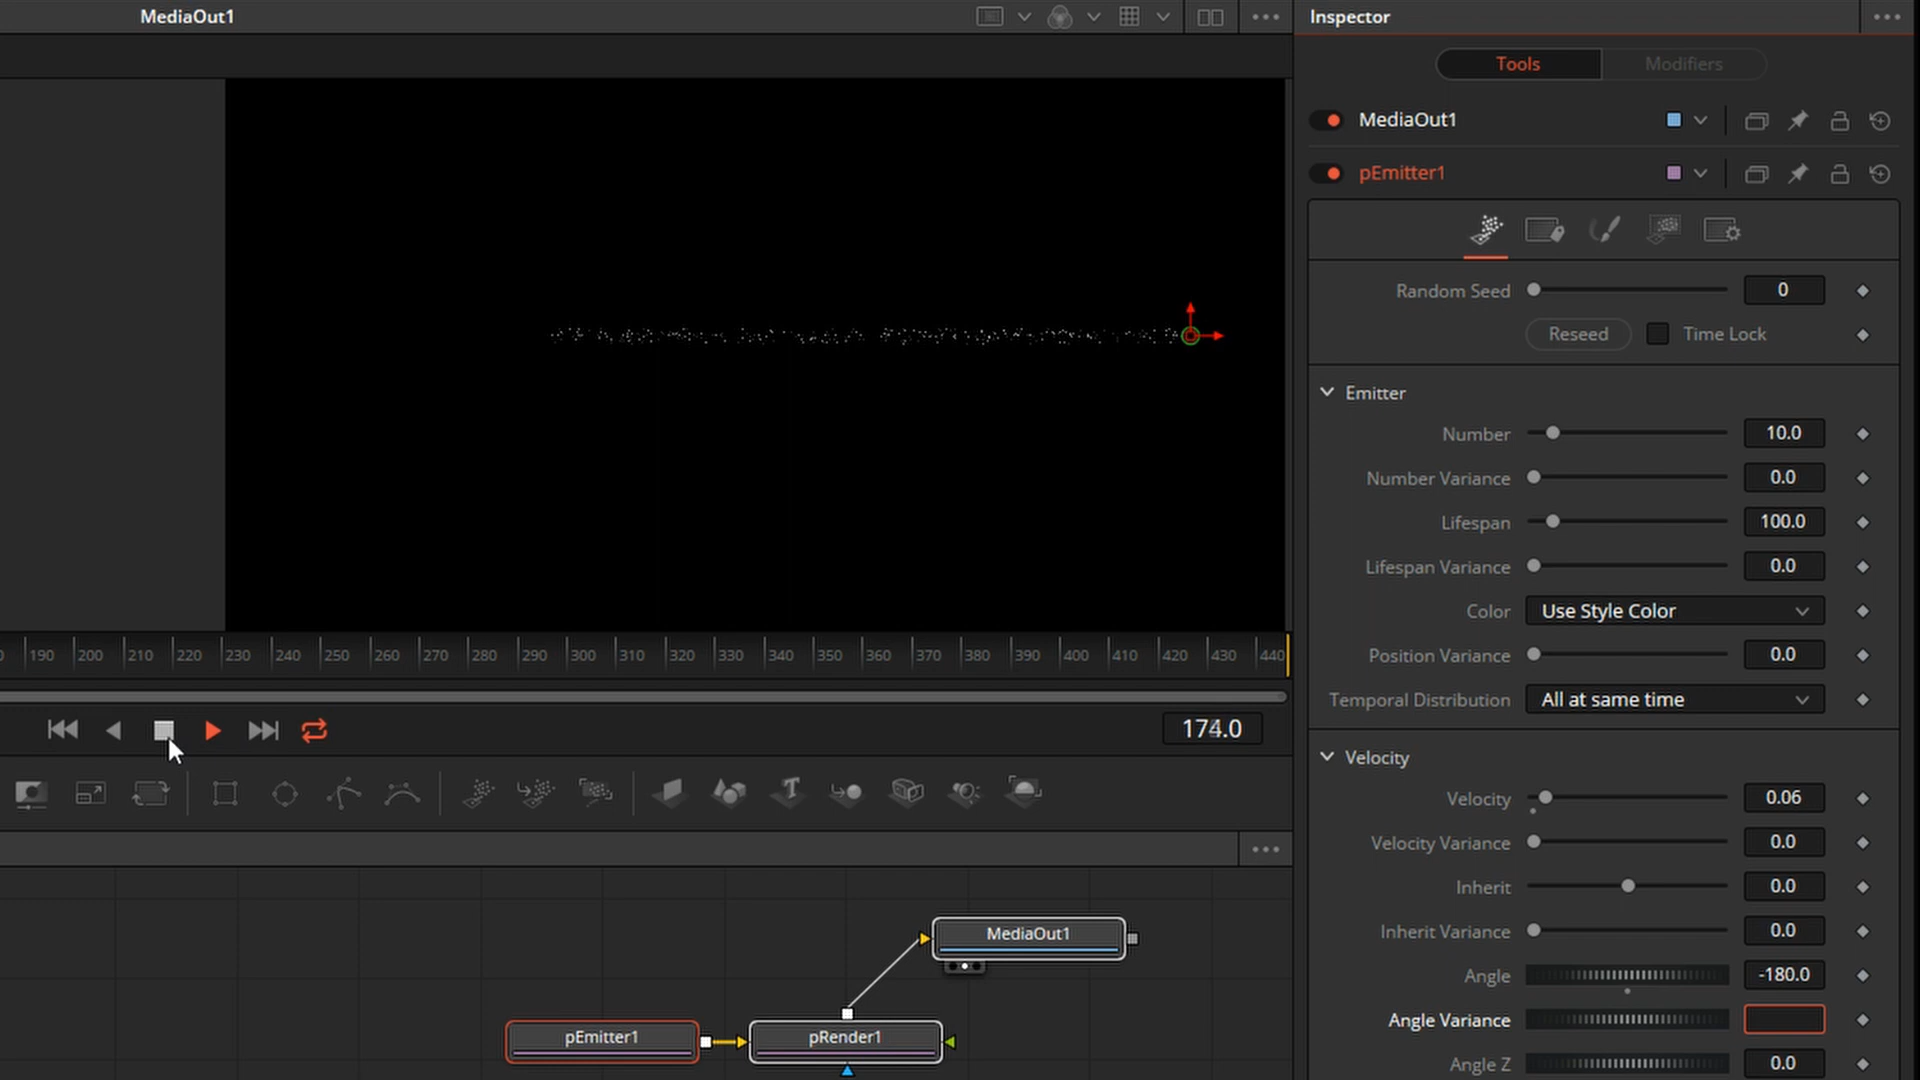 MediaOut1
Inspector
Tools
Modifiers
MediaOut1
pEmitter1
Random Seed
0
Reseed
Time Lock
Emitter
Number
10.0
Number Variance
0.0
Lifespan
100.0
Lifespan Variance
0.0
Color
Use Style Color
Position Variance
0.0
Temporal Distribution
All at same time
Velocity
Velocity
0.06
Velocity Variance
0.0
Inherit
0.0
Inherit Variance
0.0
Angle
-180.0
Angle Variance
Angle Z
0.0
190 200 210 220 230 240 250 260 270 280 290 300 310 320 330 340 350 360 370 380 390 400 410 420 430 440
174.0
MediaOut1
pEmitter1
pRender1